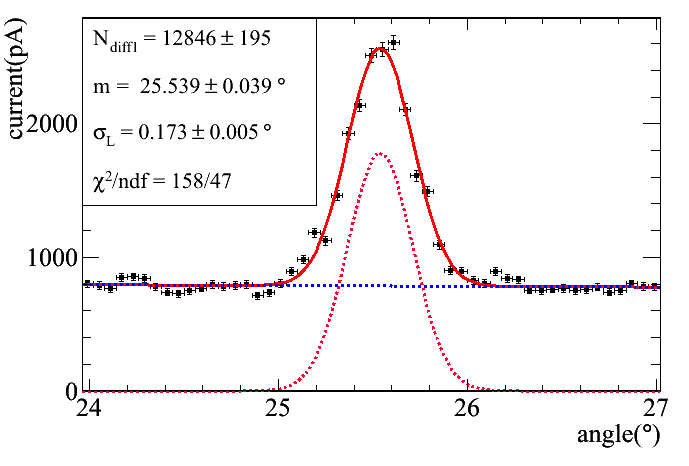 current(pA)
N_diff1 = 12846 ± 195
m = 25.539 ± 0.039 °
σ_L = 0.173 ± 0.005 °
χ²/ndf = 158/47
2000
1000
0
24 25 26 27
angle(°)